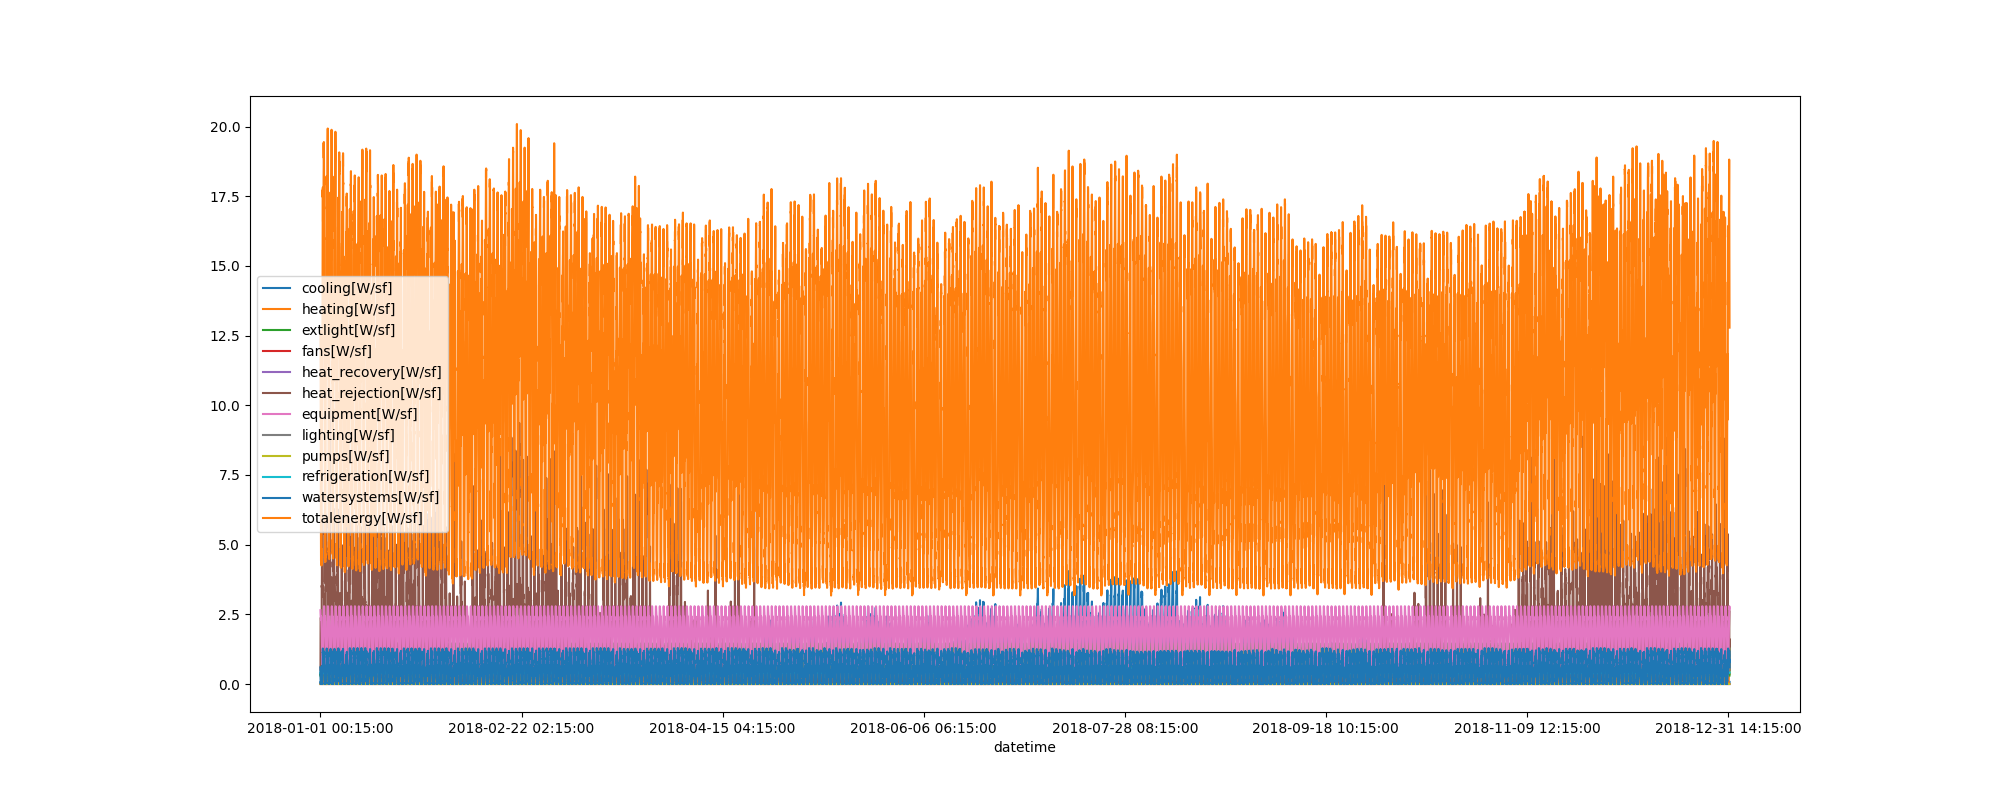 20.0
17.5
15.0
12.5
10.0
7.5
5.0
2.5
0.0
cooling[W/sf]
heating[W/sf]
extlight[W/sf]
fans[W/sf]
heat_recovery[W/sf]
heat_rejection[W/sf]
equipment[W/sf]
lighting[W/sf]
pumps[W/sf]
refrigeration[W/sf]
watersystems[W/sf]
totalenergy[W/sf]
2018-01-01 00:15:00 2018-02-22 02:15:00 2018-04-15 04:15:00 2018-06-06 06:15:00 2018-07-28 08:15:00 2018-09-18 10:15:00 2018-11-09 12:15:00 2018-12-31 14:15:00
datetime